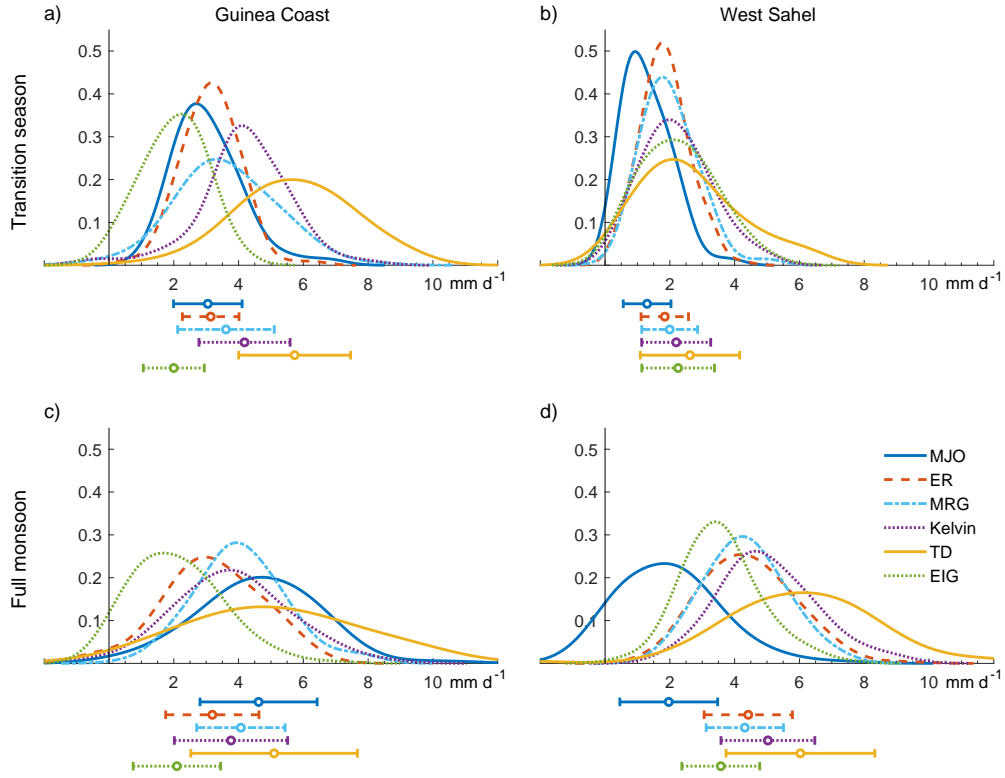 a) Guinea Coast
b) West Sahel
Transition season
0.5
0.4
0.3
0.2
0.1
2 4 6 8 10 mm d-1
0.5
0.4
0.3
0.2
0.1
2 4 6 8 10 mm d-1
c)
d)
Full monsoon
0.5
0.4
0.3
0.2
0.1
2 4 6 8 10 mm d-1
0.5
0.4
0.3
0.2
0.1
2 4 6 8 10 mm d-1
MJO
ER
MRG
Kelvin
TD
EIG